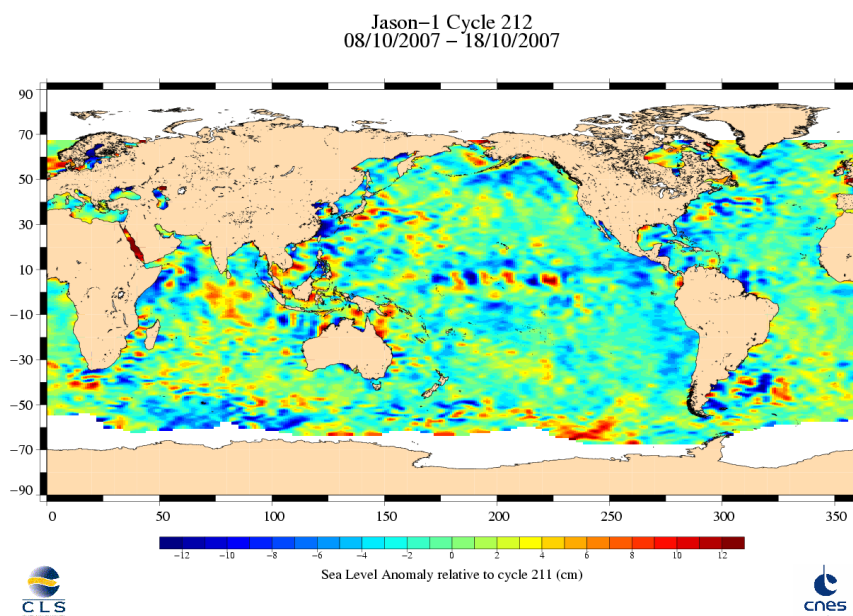 Jason-1 Cycle 212
08/10/2007 − 18/10/2007
90
70
50
30
10
−10
−30
−50
−70
−90
0 50 100 150 200 250 300 350
−12 −10 −8 −6 −4 −2 0 2 4 6 8 10 12
Sea Level Anomaly relative to cycle 211 (cm)
CLS
cnes